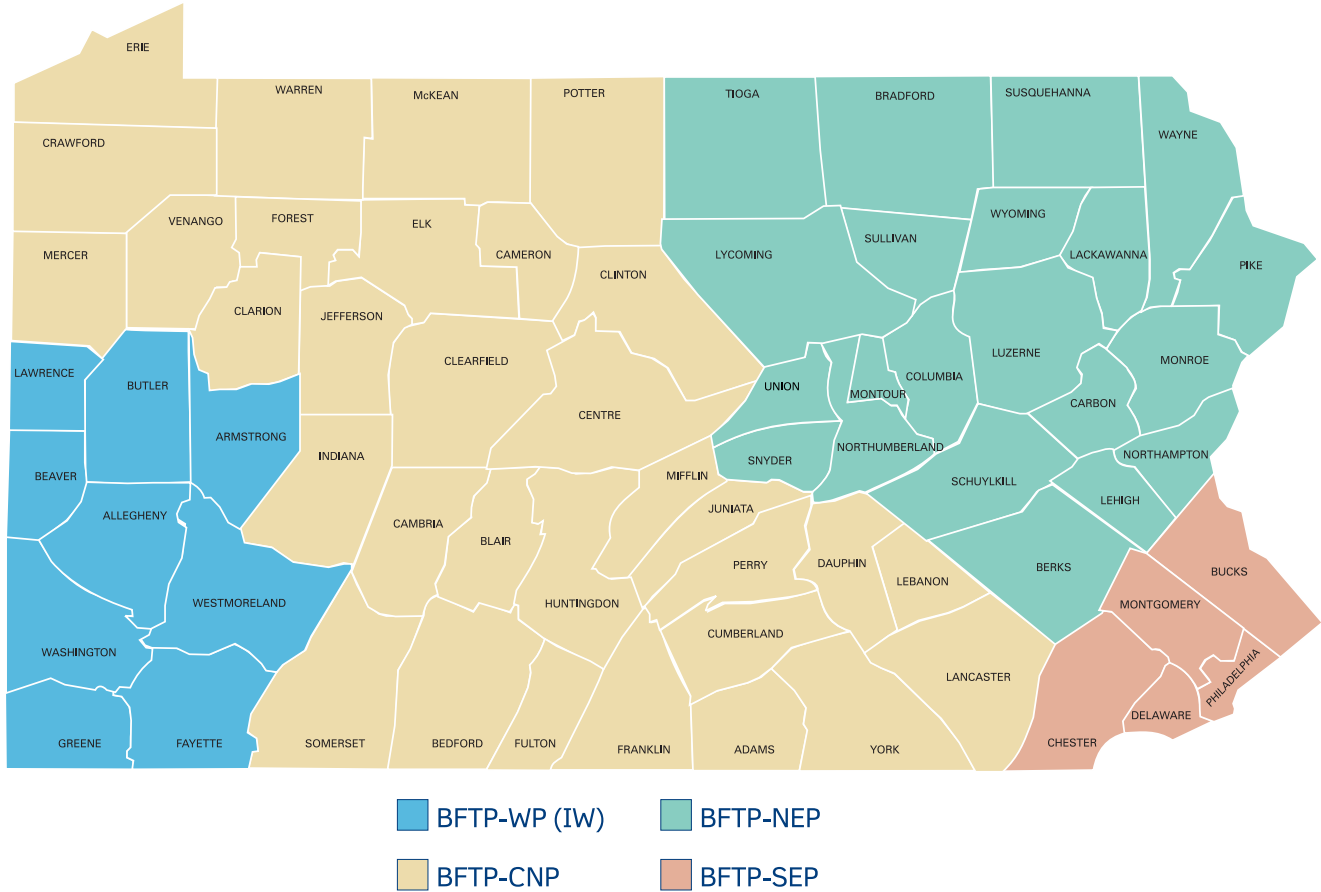 ERIE
WARREN
McKEAN
POTTER
TIOGA
BRADFORD
SUSQUEHANNA
WAYNE
CRAWFORD
VENANGO
FOREST
ELK
CAMERON
CLINTON
LYCOMING
SULLIVAN
WYOMING
LACKAWANNA
PIKE
MERCER
CLARION
JEFFERSON
CLEARFIELD
CENTRE
UNION
MONTOUR
COLUMBIA
LUZERNE
MONROE
LAWRENCE
BUTLER
ARMSTRONG
INDIANA
MIFFLIN
SNYDER
NORTHUMBERLAND
CARBON
NORTHAMPTON
BEAVER
ALLEGHENY
CAMBRIA
BLAIR
JUNIATA
SCHUYLKILL
LEHIGH
WESTMORELAND
HUNTINGDON
PERRY
DAUPHIN
LEBANON
BERKS
BUCKS
MONTGOMERY
WASHINGTON
CUMBERLAND
LANCASTER
PHILADELPHIA
GREENE
FAYETTE
SOMERSET
BEDFORD
FULTON
FRANKLIN
ADAMS
YORK
CHESTER
DELAWARE
BFTP-WP (IW)
BFTP-NEP
BFTP-CNP
BFTP-SEP